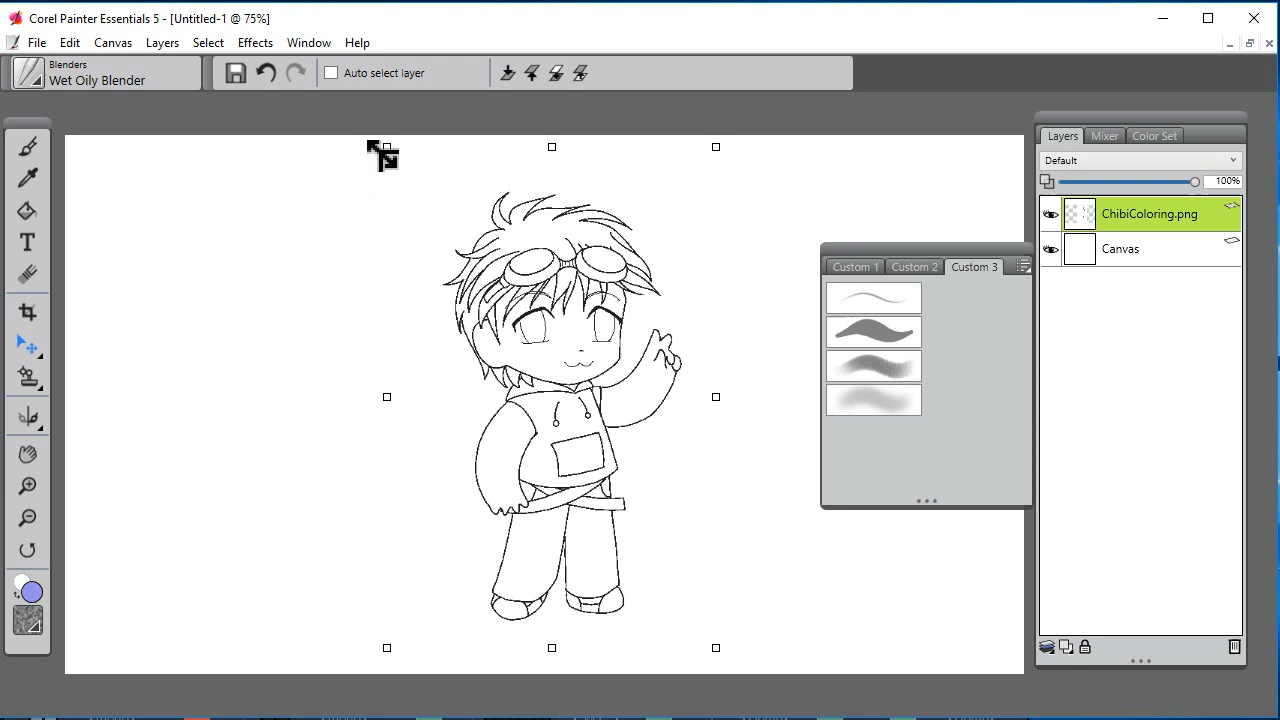 Corel Painter Essentials 5 - [Untitled-1 @ 75%]
File Edit Canvas Layers Select Effects Window Help
Blenders
Wet Oily Blender
Auto select layer
Layers Mixer Color Set
Default
100%
ChibiColoring.png
Canvas
Custom 1 Custom 2 Custom 3